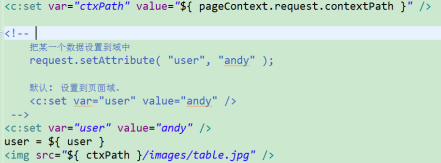 <c:set var="ctxPath" value="${ pageContext.request.contextPath }" />
<!--
把某一个数据设置到域中
request.setAttribute( "user", "andy" );
默认: 设置到页面域。
<c:set var="user" value="andy" />
-->
<c:set var="user" value="andy" />
user = ${ user }
<img src="${ ctxPath }/images/table.jpg" />